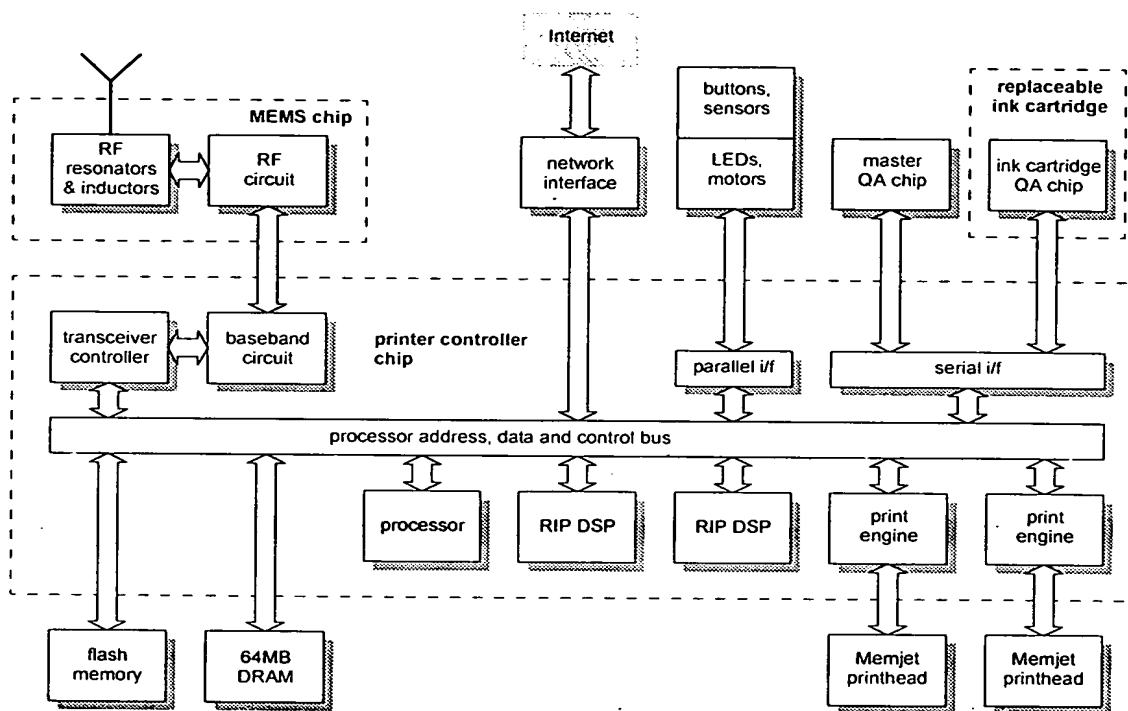 Internet
MEMS chip
RF
resonators
& inductors
RF
circuit
network
interface
buttons,
sensors
LEDs,
motors
master
QA chip
replaceable
ink cartridge
ink cartridge
QA chip
transceiver
controller
baseband
circuit
printer controller
chip
parallel i/f
serial i/f
processor address, data and control bus
processor
RIP DSP
RIP DSP
print
engine
print
engine
flash
memory
64MB
DRAM
Memjet
printhead
Memjet
printhead